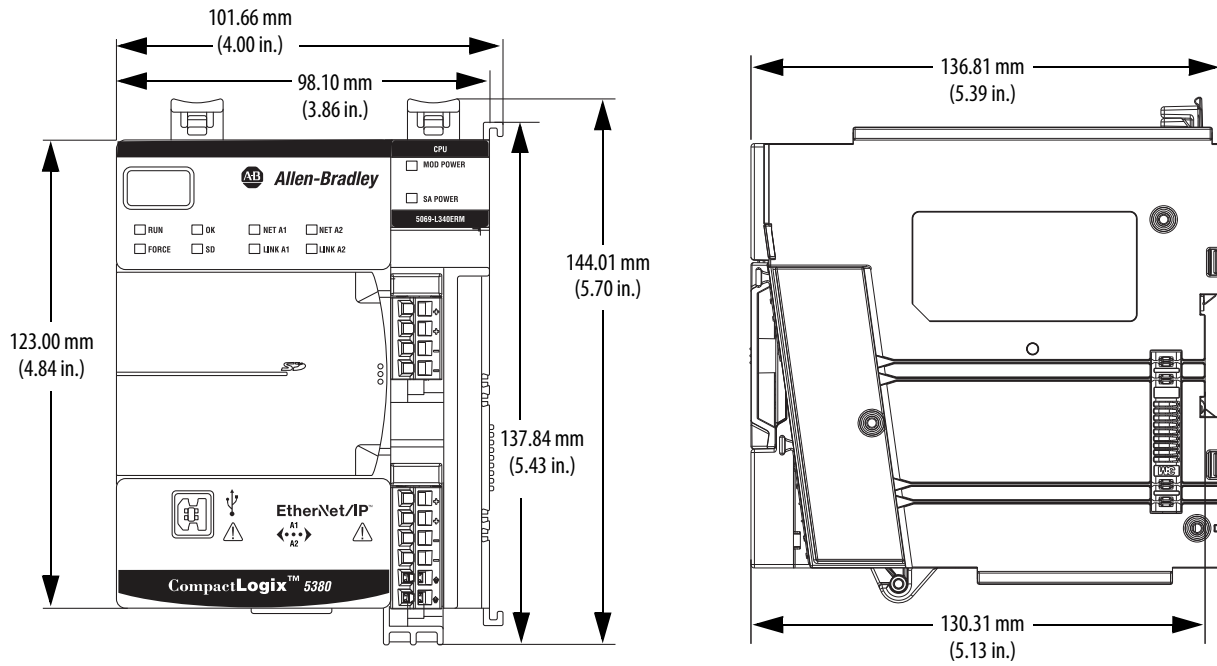 101.66 mm
(4.00 in.)
98.10 mm
(3.86 in.)
136.81 mm
(5.39 in.)
CPU
MOD POWER
SA POWER
5069-L340ERM
AB Allen-Bradley
RUN OK NET A1 NET A2
FORCE SD LINK A1 LINK A2
144.01 mm
(5.70 in.)
123.00 mm
(4.84 in.)
137.84 mm
(5.43 in.)
EtherNet/IP™
A1
A2
CompactLogix™ 5380
130.31 mm
(5.13 in.)